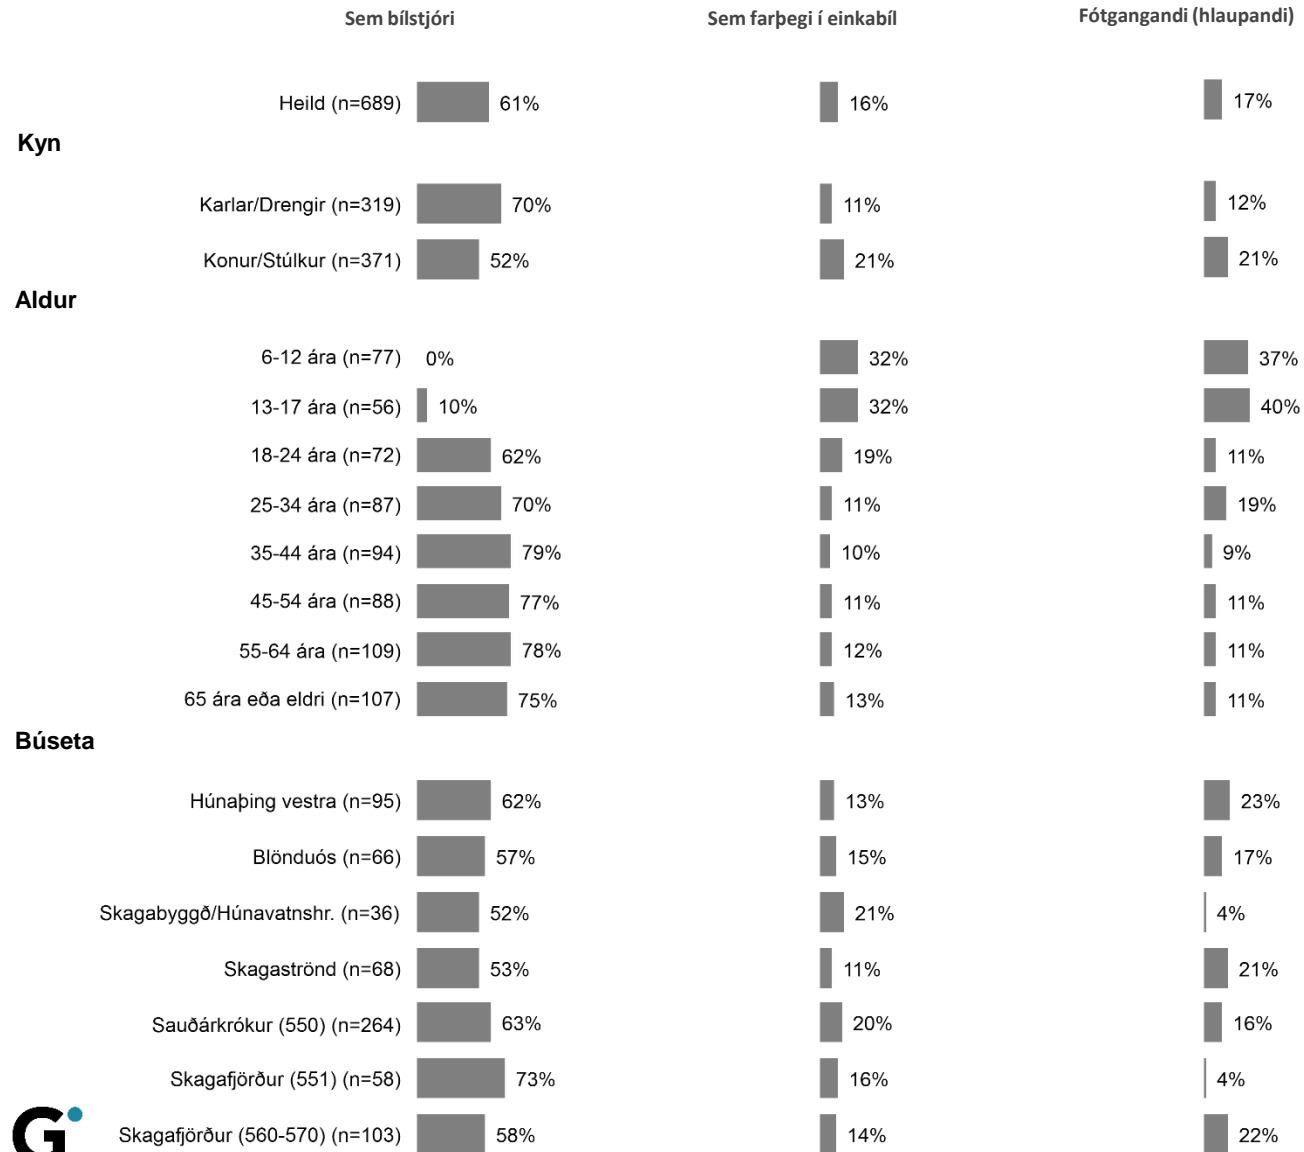 Sem bílstjóri Sem farþegi í einkabíl Fótgangandi (hlaupandi)
Heild (n=689) 61% 16% 17%
Kyn
Karlar/Drengir (n=319) 70% 11% 12%
Konur/Stúlkur (n=371) 52% 21% 21%
Aldur
6-12 ára (n=77) 0% 32% 37%
13-17 ára (n=56) 10% 32% 40%
18-24 ára (n=72) 62% 19% 11%
25-34 ára (n=87) 70% 11% 19%
35-44 ára (n=94) 79% 10% 9%
45-54 ára (n=88) 77% 11% 11%
55-64 ára (n=109) 78% 12% 11%
65 ára eða eldri (n=107) 75% 13% 11%
Búseta
Húnaþing vestra (n=95) 62% 13% 23%
Blönduós (n=66) 57% 15% 17%
Skagabyggð/Húnavatnshr. (n=36) 52% 21% 4%
Skagaströnd (n=68) 53% 11% 21%
Sauðárkrókur (550) (n=264) 63% 20% 16%
Skagafjörður (551) (n=58) 73% 16% 4%
G Skagafjörður (560-570) (n=103) 58% 14% 22%